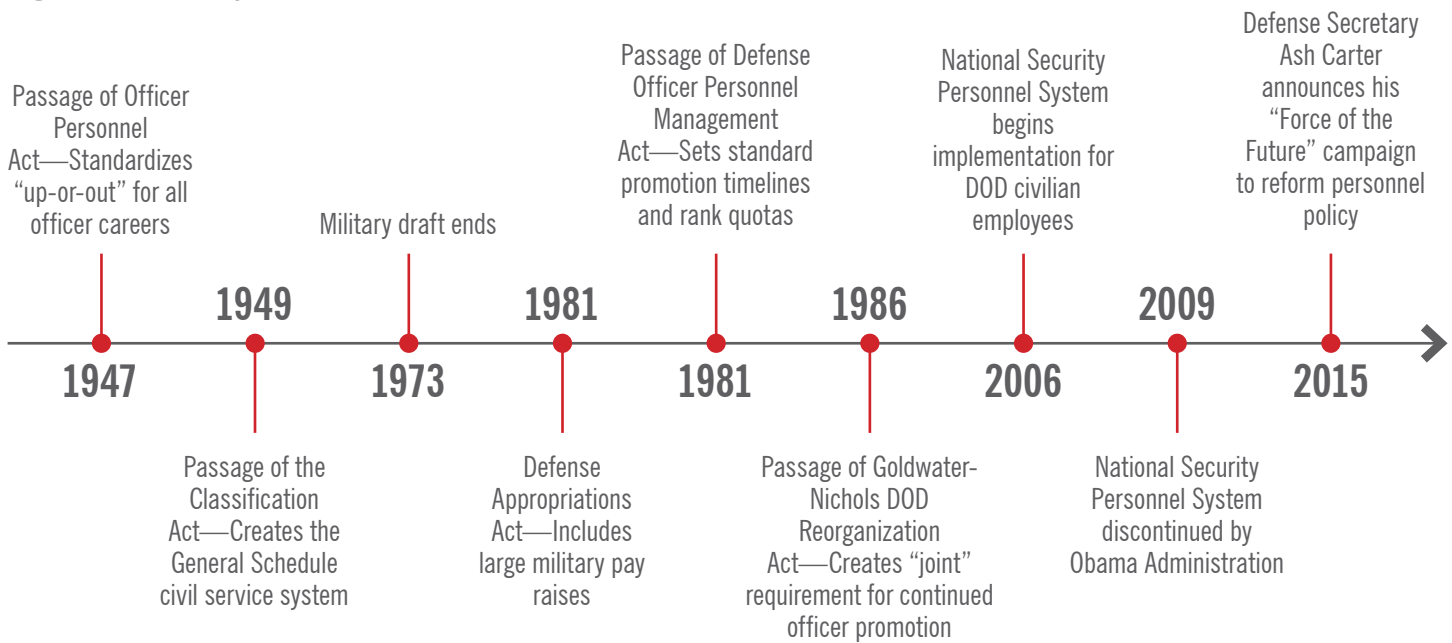 Passage of Officer
Personnel
Act—Standardizes
“up-or-out” for all
officer careers
1947
1949
Passage of the
Classification
Act—Creates the
General Schedule
civil service system
Military draft ends
1973
1981
Defense
Appropriations
Act—Includes
large military pay
raises
Passage of Defense
Officer Personnel
Management
Act—Sets standard
promotion timelines
and rank quotas
1981
1986
Passage of Goldwater-
Nichols DOD
Reorganization
Act—Creates “joint”
requirement for continued
officer promotion
National Security
Personnel System
begins
implementation for
DOD civilian
employees
2006
2009
National Security
Personnel System
discontinued by
Obama Administration
Defense Secretary
Ash Carter
announces his
“Force of the
Future” campaign
to reform personnel
policy
2015